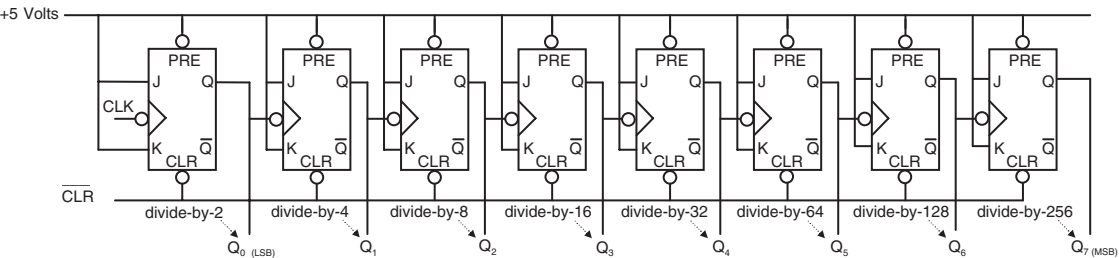 +5 Volts
PRE PRE PRE PRE PRE PRE PRE PRE
J Q J Q J Q J Q J Q J Q J Q J Q
CLK
K Q̅ K Q̅ K Q̅ K Q̅ K Q̅ K Q̅ K Q̅ K Q̅
CLR CLR CLR CLR CLR CLR CLR CLR
C̅L̅R̅
divide-by-2 divide-by-4 divide-by-8 divide-by-16 divide-by-32 divide-by-64 divide-by-128 divide-by-256
Q₀ (LSB) Q₁ Q₂ Q₃ Q₄ Q₅ Q₆ Q₇ (MSB)